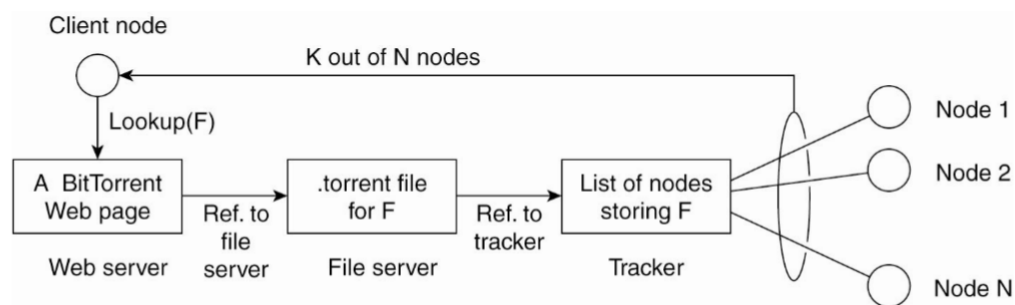 Client node
K out of N nodes
Lookup(F)
Node 1
Node 2
A BitTorrent
Web page
Ref. to
file
server
.torrent file
for F
Ref. to
tracker
List of nodes
storing F
Web server
File server
Tracker
Node N